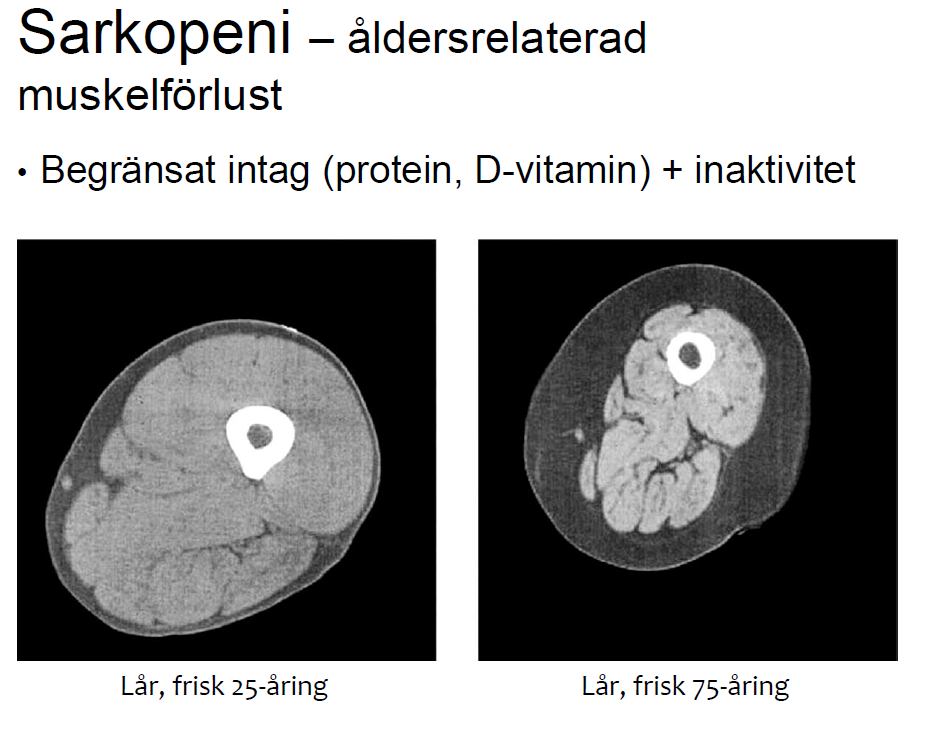 Sarkopeni – åldersrelaterad
muskelförlust
• Begränsat intag (protein, D-vitamin) + inaktivitet
Lår, frisk 25-åring
Lår, frisk 75-åring